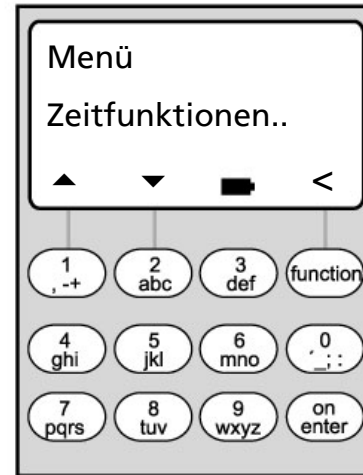 Menü
Zeitfunktionen..
<
1 2 3 function
, -+ abc def
4 5 6 0
ghi jkl mno ´_; :
7 8 9 on
pqrs tuv wxyz enter